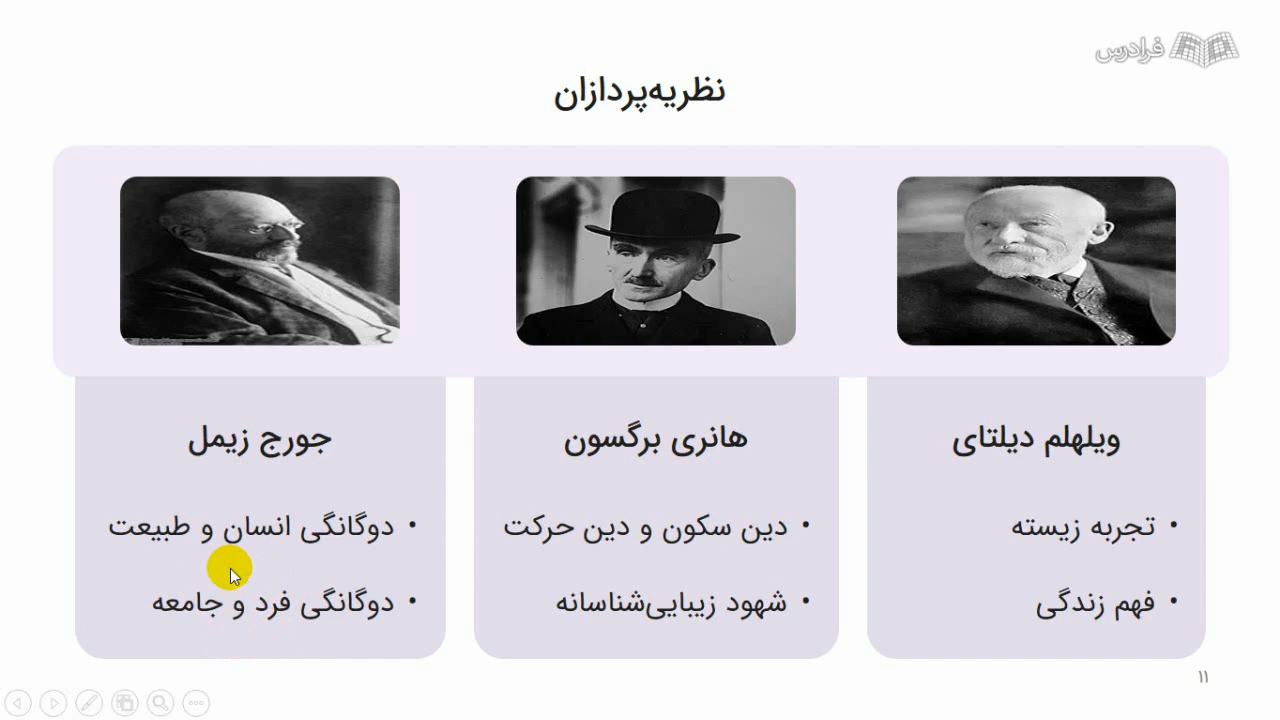 فرادرس
نظریه‌پردازان
ویلهلم دیلتای
• تجربه زیسته
• فهم زندگی
هانری برگسون
• دین سکون و دین حرکت
• شهود زیبایی‌شناسانه
جورج زیمل
• دوگانگی انسان و طبیعت
• دوگانگی فرد و جامعه
۱۱